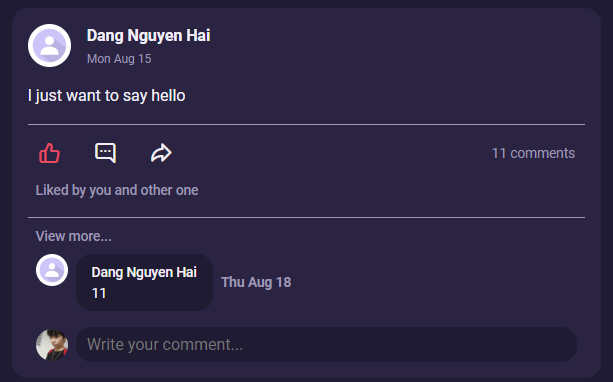 Dang Nguyen Hai
Mon Aug 15
I just want to say hello
11 comments
Liked by you and other one
View more...
Dang Nguyen Hai
11
Thu Aug 18
Write your comment...